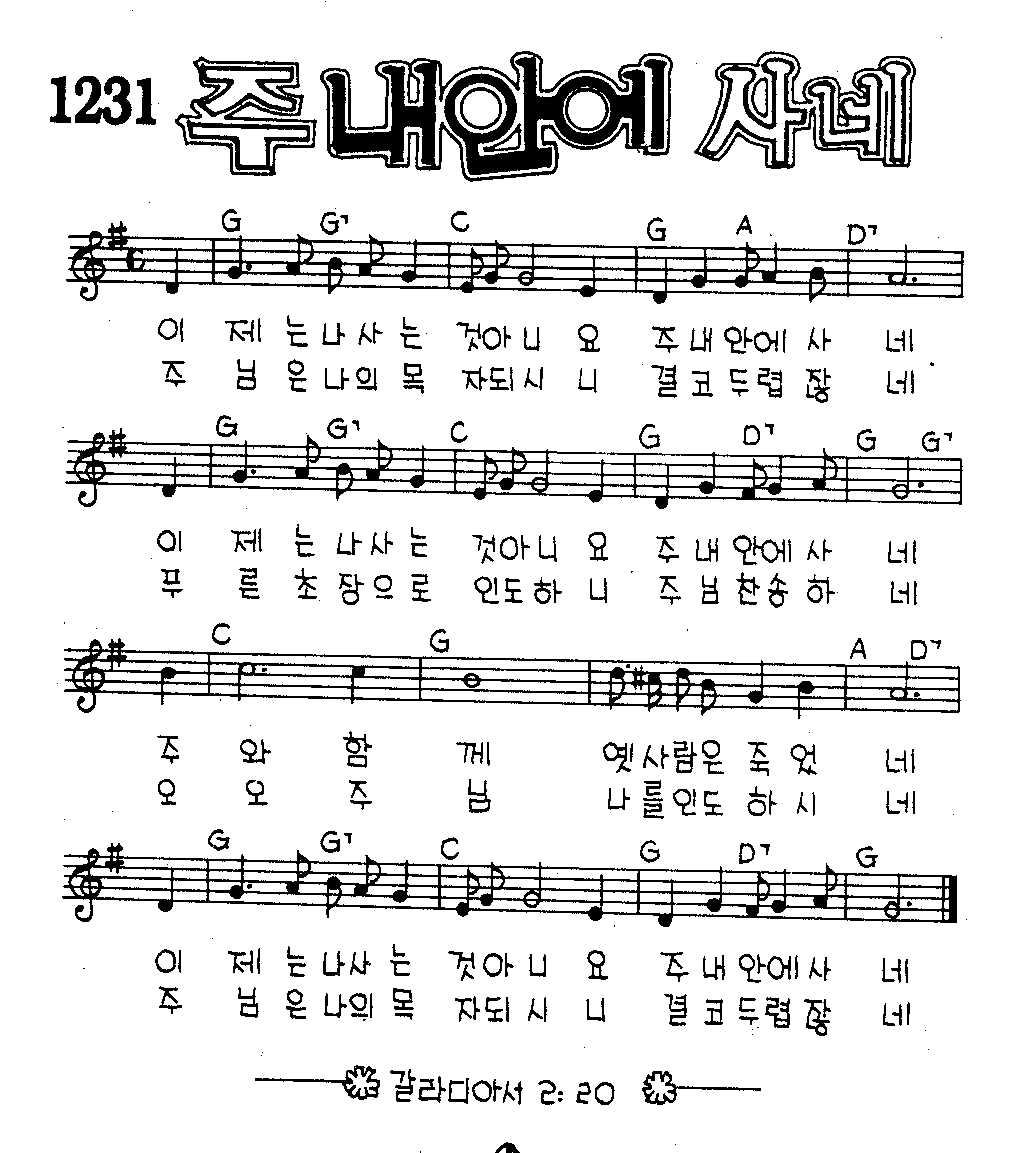 1231 주 내안에 사네
G G7 C G A D7
이 제 는 나 사 는 것아 니 요 주 내 안에 사 네
주 님 은 나 의 목 자되 시 니 결 코 두 렵 잖 네
G G7 C G D7 G G7
이 제 는 나 사 는 것아 니 요 주 내 안에 사 네
푸 른 초 장 으 로 인도 하 니 주 님 찬 송 하 네
C G A D7
주 와 함 께 옛 사 람 은 죽 었 네
오 오 주 님 나 를 인 도 하 시 네
G G7 C G D7 G
이 제 는 나 사 는 것아 니 요 주 내 안에 사 네
주 님 은 나 의 목 자되 시 니 결 코 두 렵 잖 네
갈라디아서 2: 20